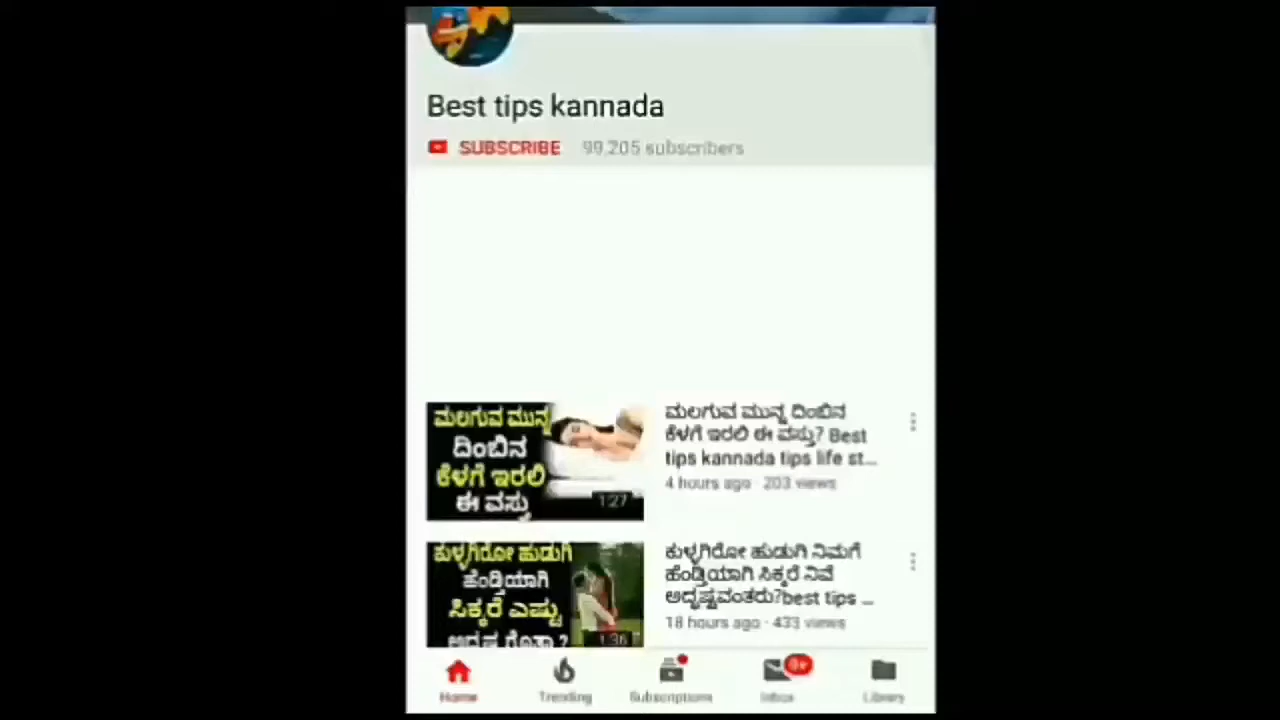 Best tips kannada
SUBSCRIBE 99,205 subscribers
ಮಲಗುವ ಮುನ್ನ
ದಿಂಬಿನ
ಕೆಳಗೆ ಇರಲಿ
ಈ ವಸ್ತು
1:27
ಮಲಗುವ ಮುನ್ನ ದಿಂಬಿನ
ಕೆಳಗೆ ಇರಲಿ ಈ ವಸ್ತು? Best
tips kannada tips life st...
4 hours ago · 203 views
ಕುಳ್ಳಗಿರೋ ಹುಡುಗಿ
ಹೆಂಡ್ತಿಯಾಗಿ
ಸಿಕ್ಕರೆ ಎಷ್ಟು
ಅದೃಷ್ಟ ಗೊತ್ತಾ ?
1:36
ಕುಳ್ಳಗಿರೋ ಹುಡುಗಿ ನಿಮಗೆ
ಹೆಂಡ್ತಿಯಾಗಿ ಸಿಕ್ಕರೆ ನಿವೆ
ಅದೃಷ್ಟವಂತರು?best tips ...
18 hours ago · 433 views
Home Trending Subscriptions Inbox 9+ Library